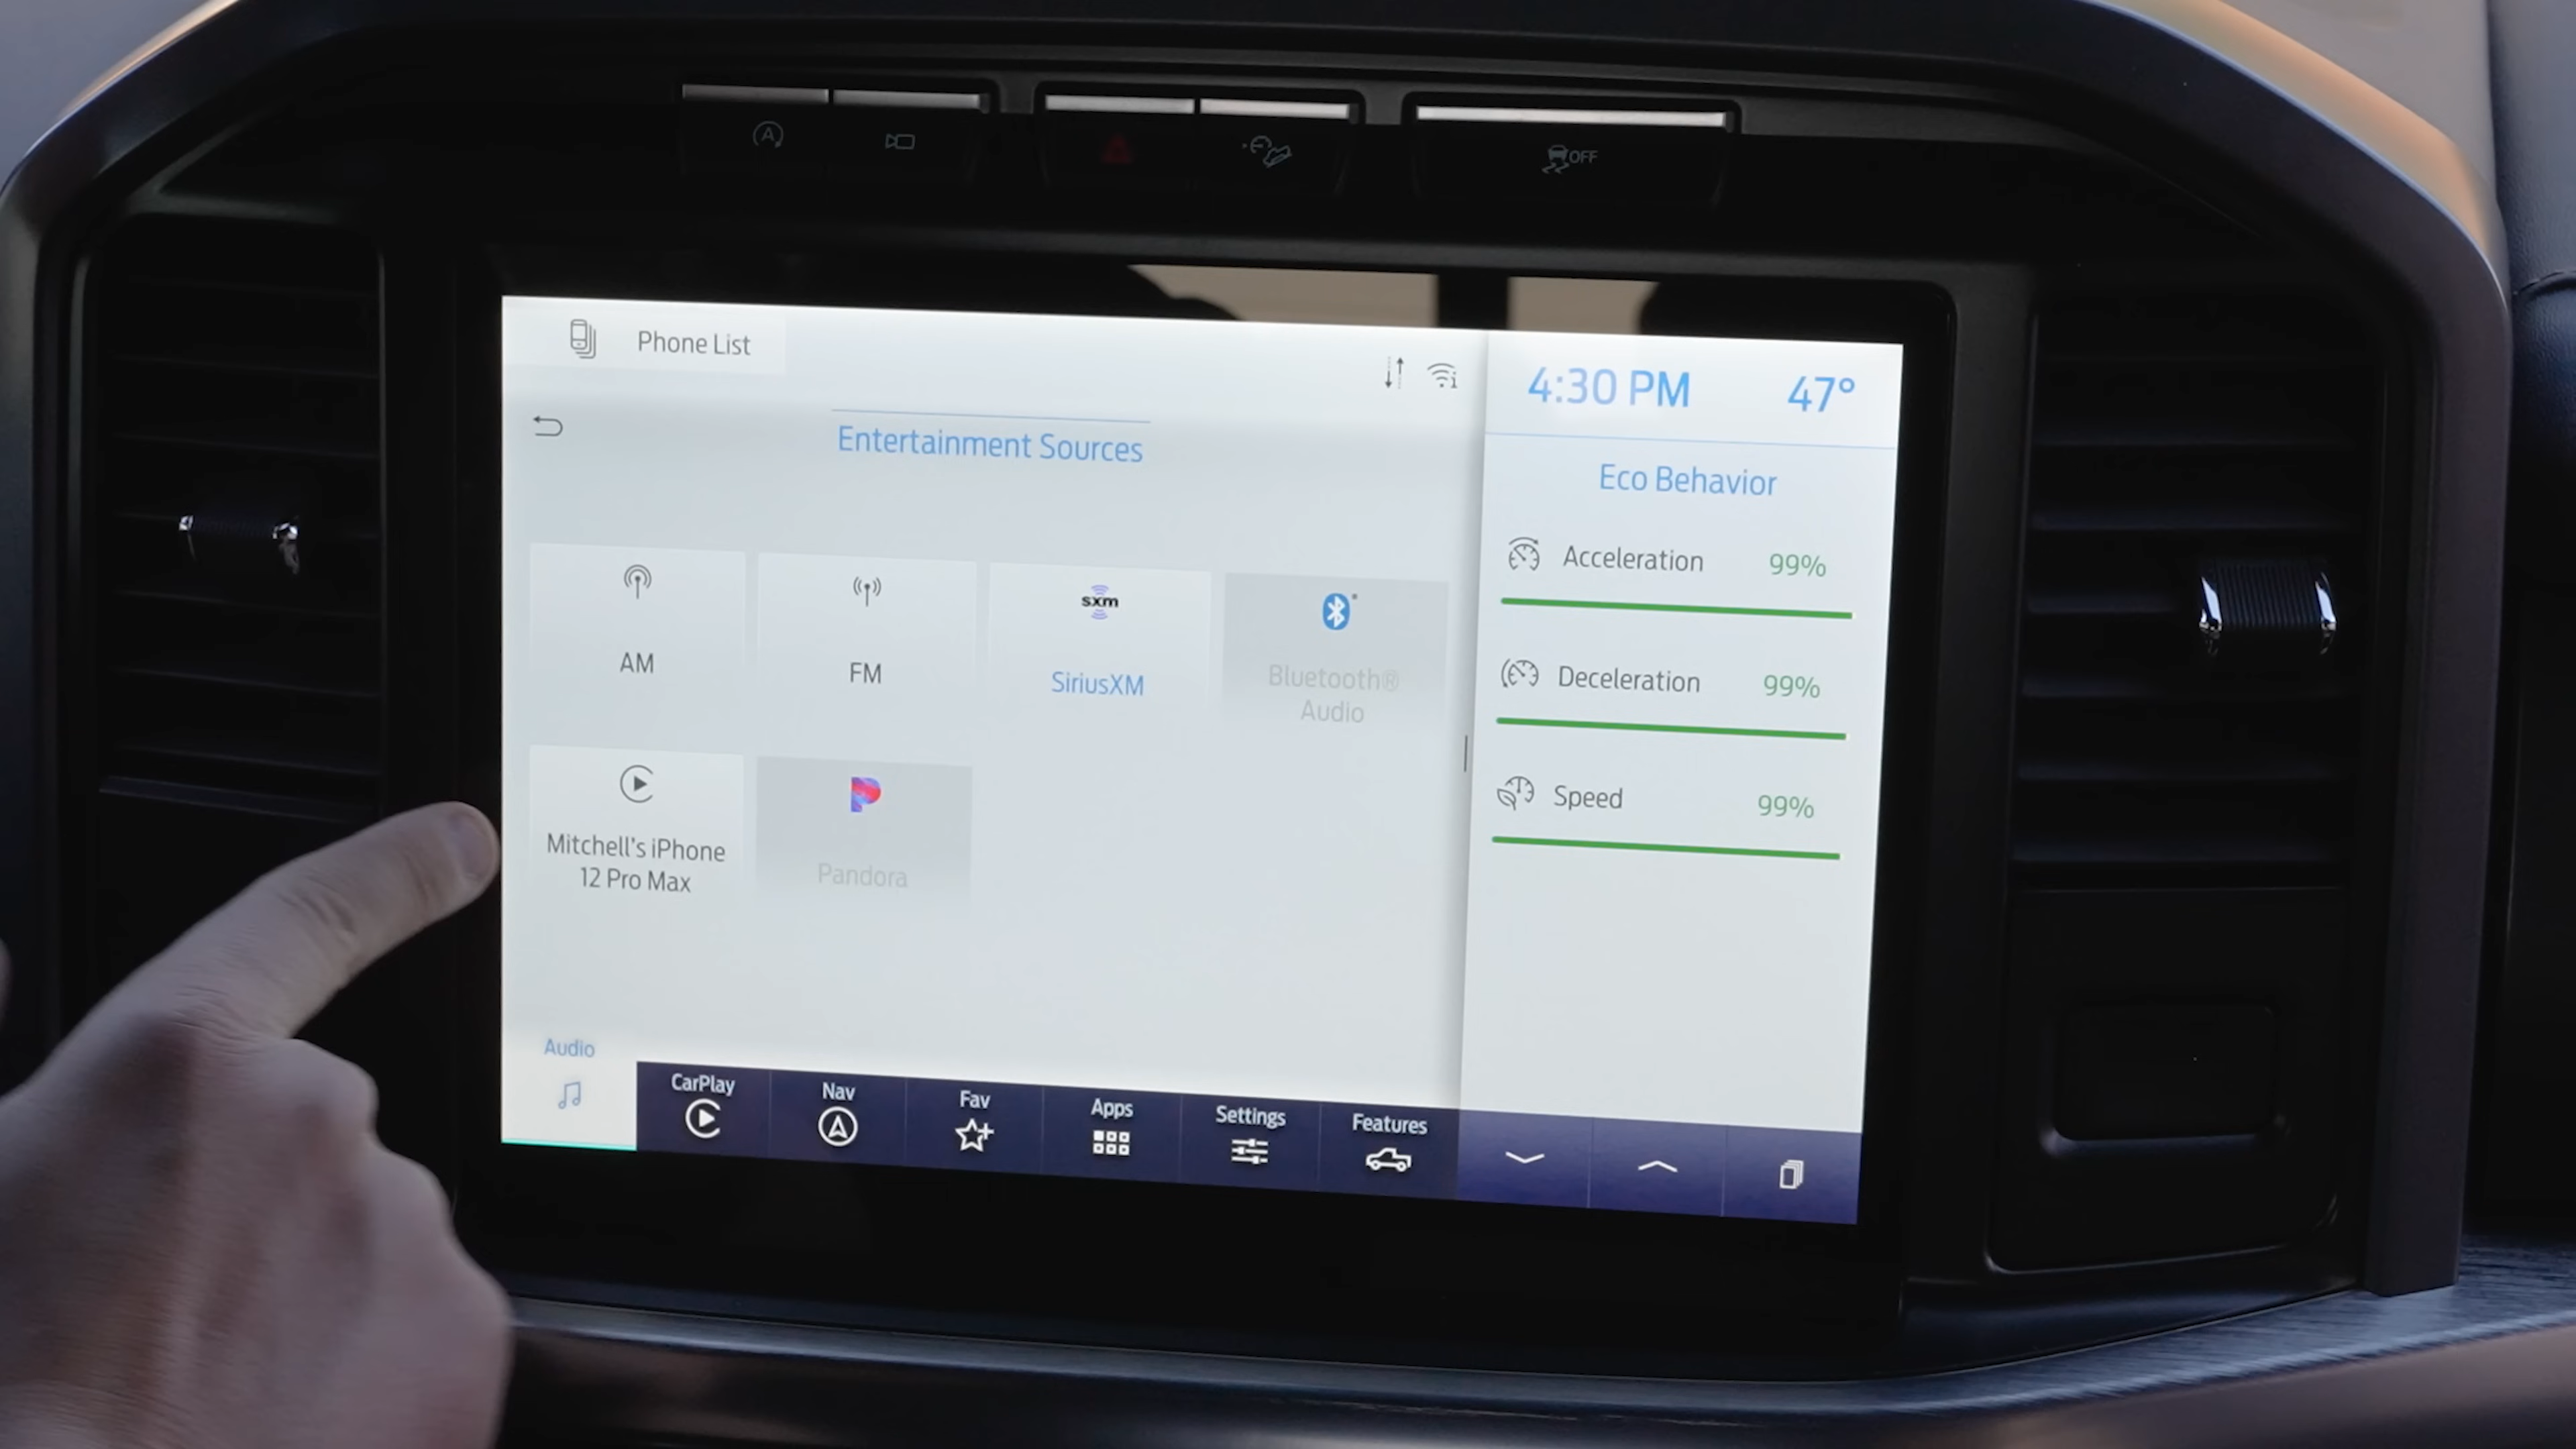 A
OFF
Phone List
4:30 PM 47°
Entertainment Sources
Eco Behavior
Acceleration 99%
Deceleration 99%
Speed 99%
AM
FM
sxm
SiriusXM
Bluetooth®
Audio
Mitchell's iPhone
12 Pro Max
Pandora
Audio
CarPlay
Nav
Fav
Apps
Settings
Features